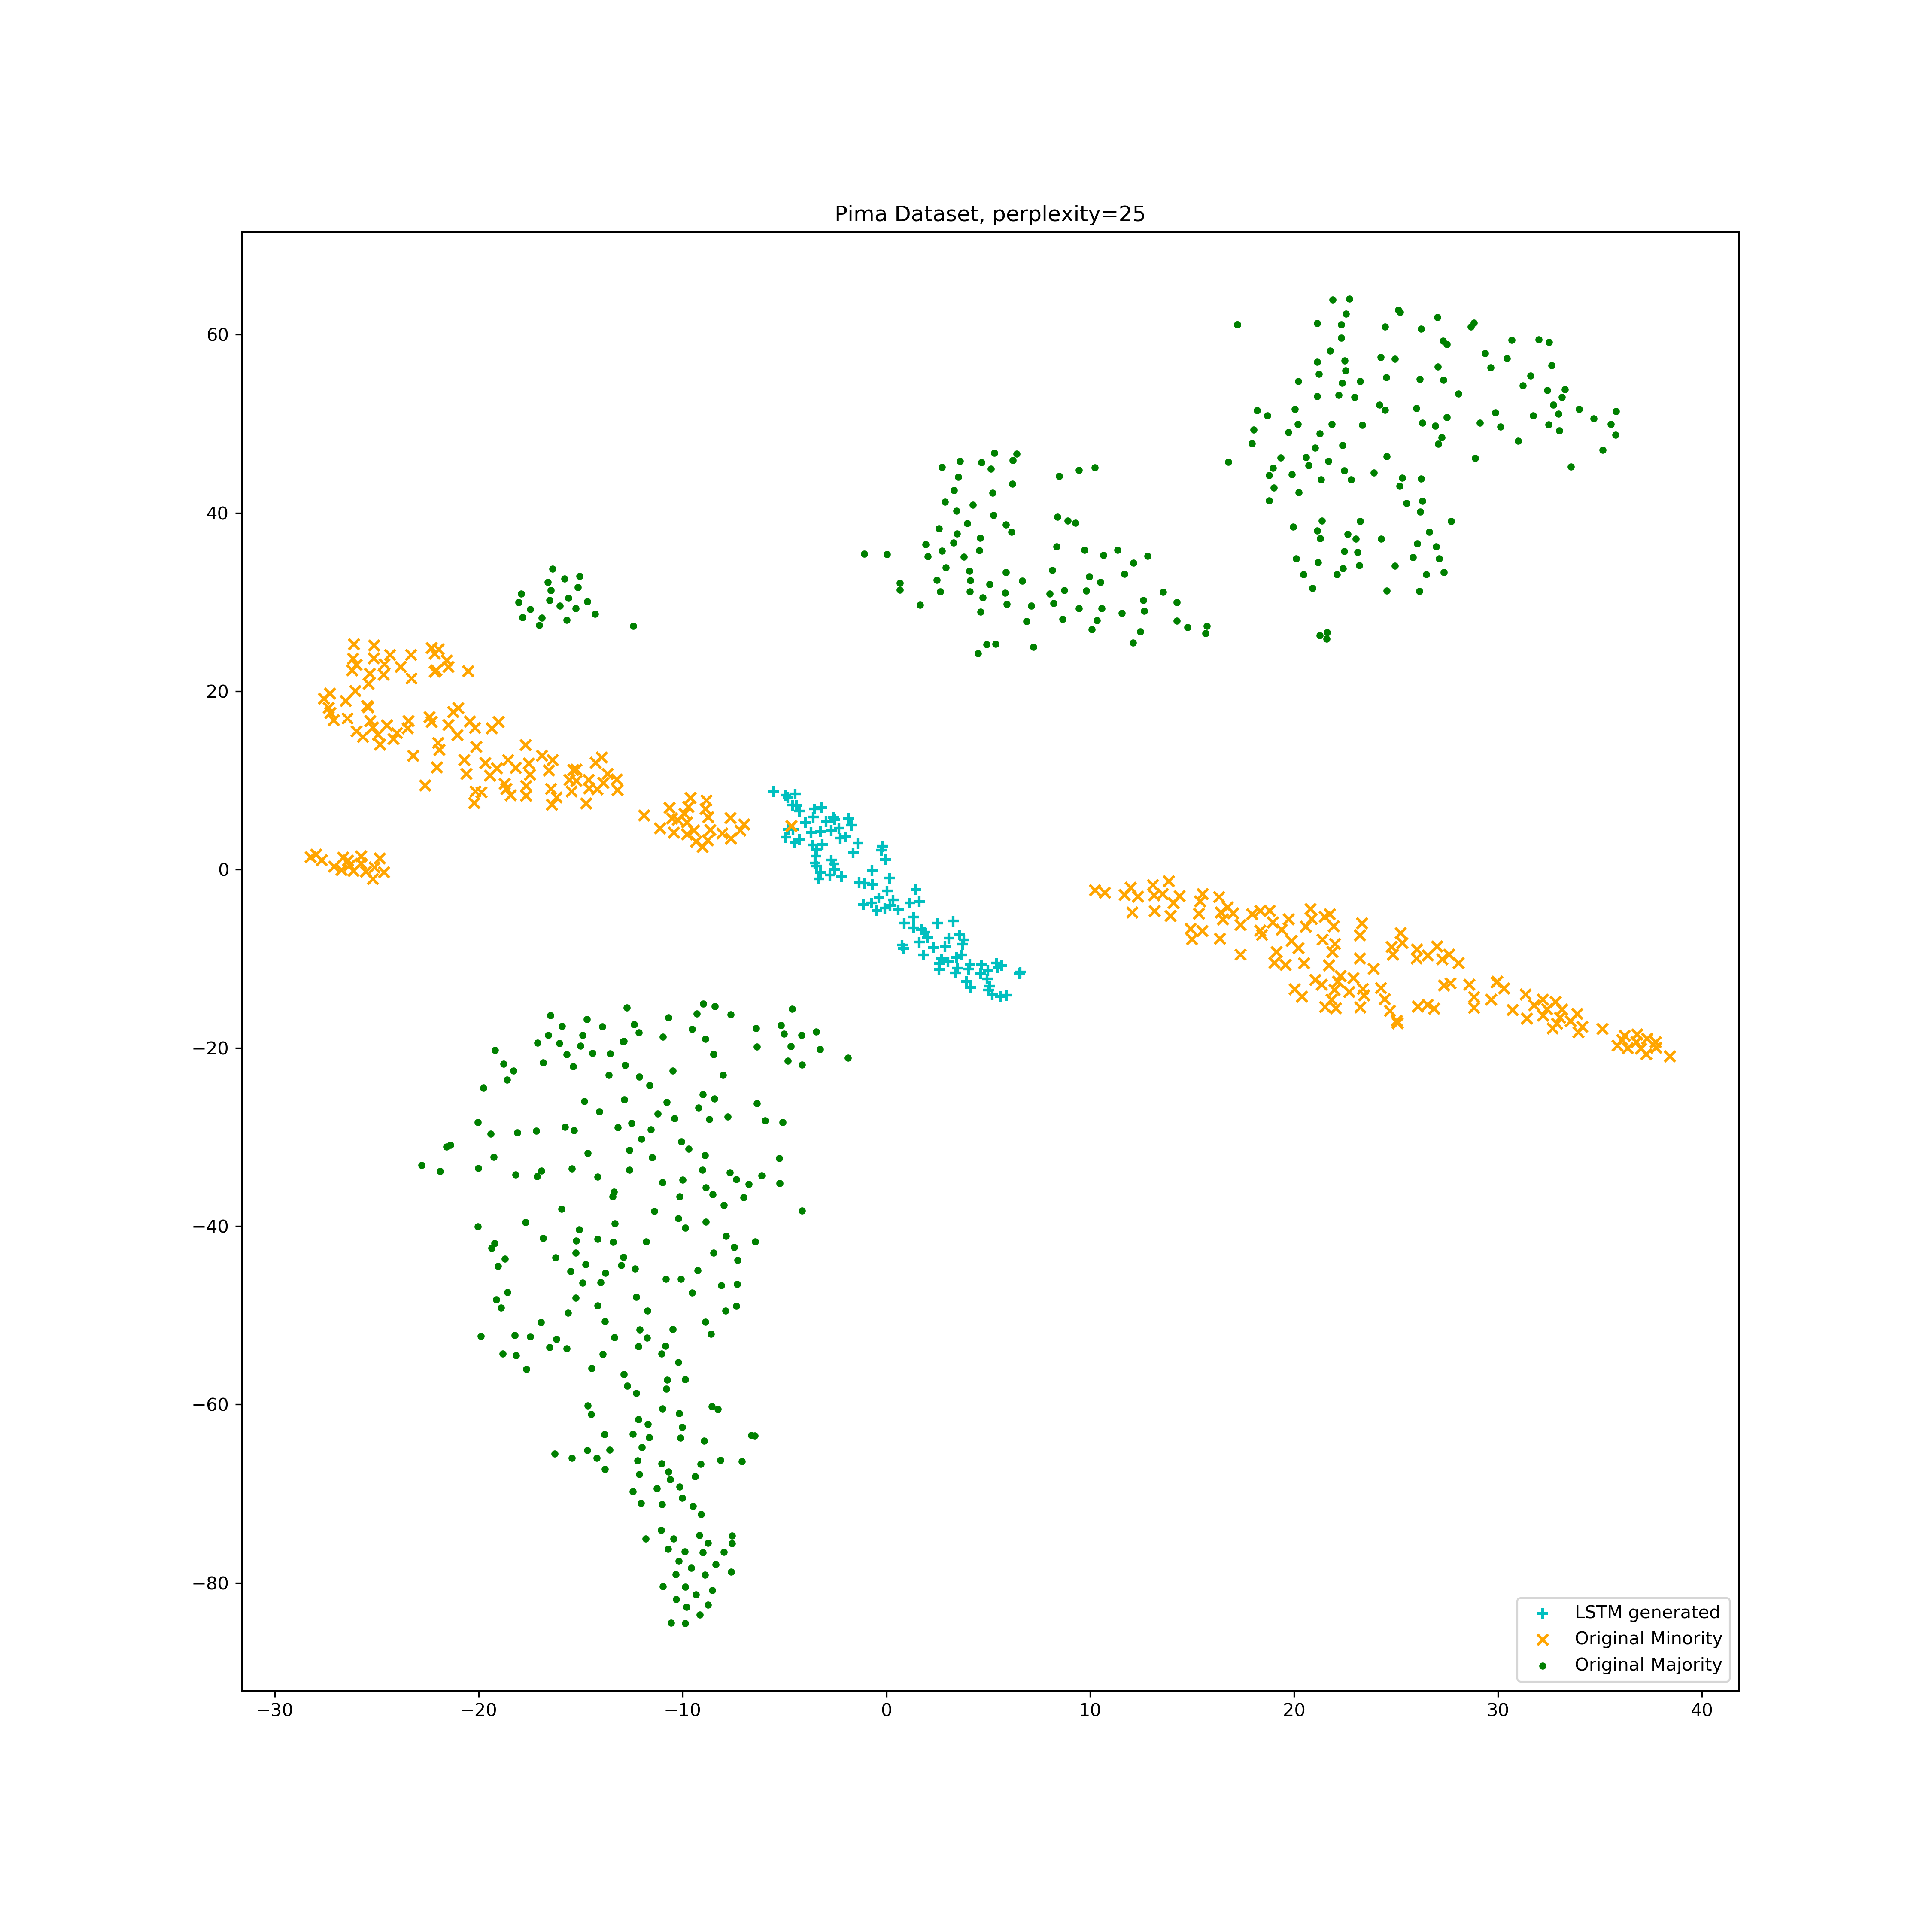 Pima Dataset, perplexity=25
60
40
20
0
−20
−40
−60
−80
−30 −20 −10 0 10 20 30 40
LSTM generated
Original Minority
Original Majority